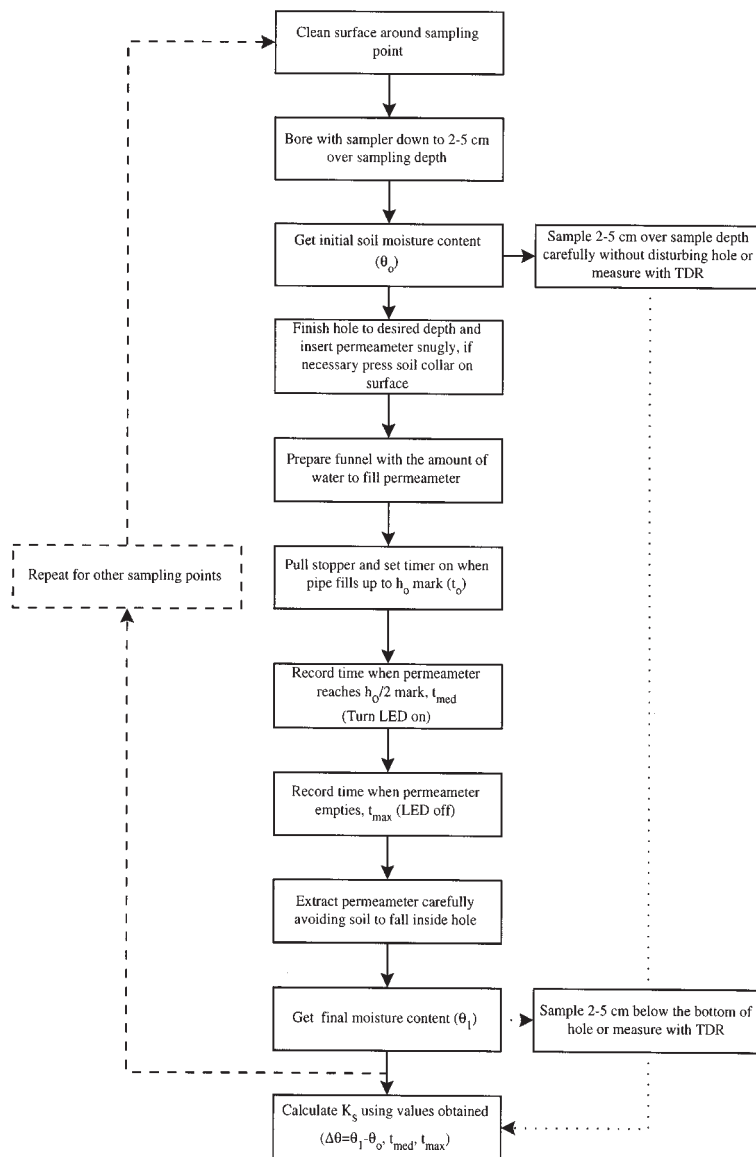 Clean surface around sampling
point
Bore with sampler down to 2-5 cm
over sampling depth
Get initial soil moisture content
(θo)
Sample 2-5 cm over sample depth
carefully without disturbing hole or
measure with TDR
Finish hole to desired depth and
insert permeameter snugly, if
necessary press soil collar on
surface
Prepare funnel with the amount of
water to fill permeameter
Repeat for other sampling points
Pull stopper and set timer on when
pipe fills up to ho mark (to)
Record time when permeameter
reaches ho/2 mark, tmed
(Turn LED on)
Record time when permeameter
empties, tmax (LED off)
Extract permeameter carefully
avoiding soil to fall inside hole
Get final moisture content (θ1)
Sample 2-5 cm below the bottom of
hole or measure with TDR
Calculate Ks using values obtained
(Δθ=θ1-θo, tmed, tmax)